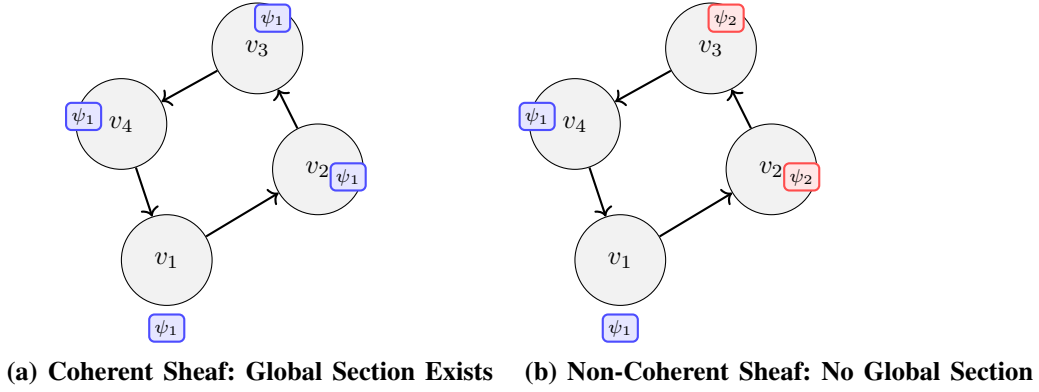 ψ₁ ψ₂
v₃ v₃
ψ₁ v₄ ψ₁ v₄
v₂ ψ₁ v₂ ψ₂
v₁ v₁
ψ₁ ψ₁
(a) Coherent Sheaf: Global Section Exists (b) Non-Coherent Sheaf: No Global Section